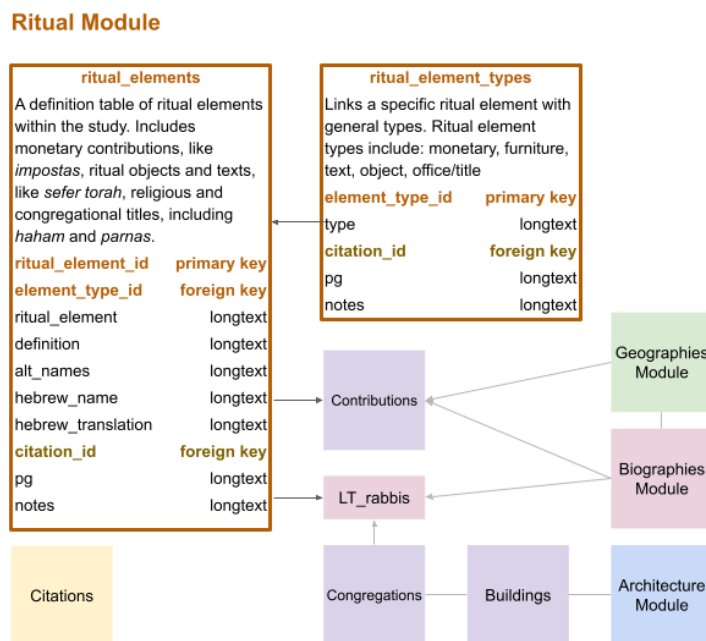 Ritual Module
ritual_elements
A definition table of ritual elements
within the study. Includes
monetary contributions, like
impostas, ritual objects and texts,
like sefer torah, religious and
congregational titles, including
haham and parnas.
ritual_element_id primary key
element_type_id foreign key
ritual_element longtext
definition longtext
alt_names longtext
hebrew_name longtext
hebrew_translation longtext
citation_id foreign key
pg longtext
notes longtext
ritual_element_types
Links a specific ritual element with
general types. Ritual element
types include: monetary, furniture,
text, object, office/title
element_type_id primary key
type longtext
citation_id foreign key
pg longtext
notes longtext
Contributions
Geographies
Module
LT_rabbis
Biographies
Module
Citations
Congregations
Buildings
Architecture
Module